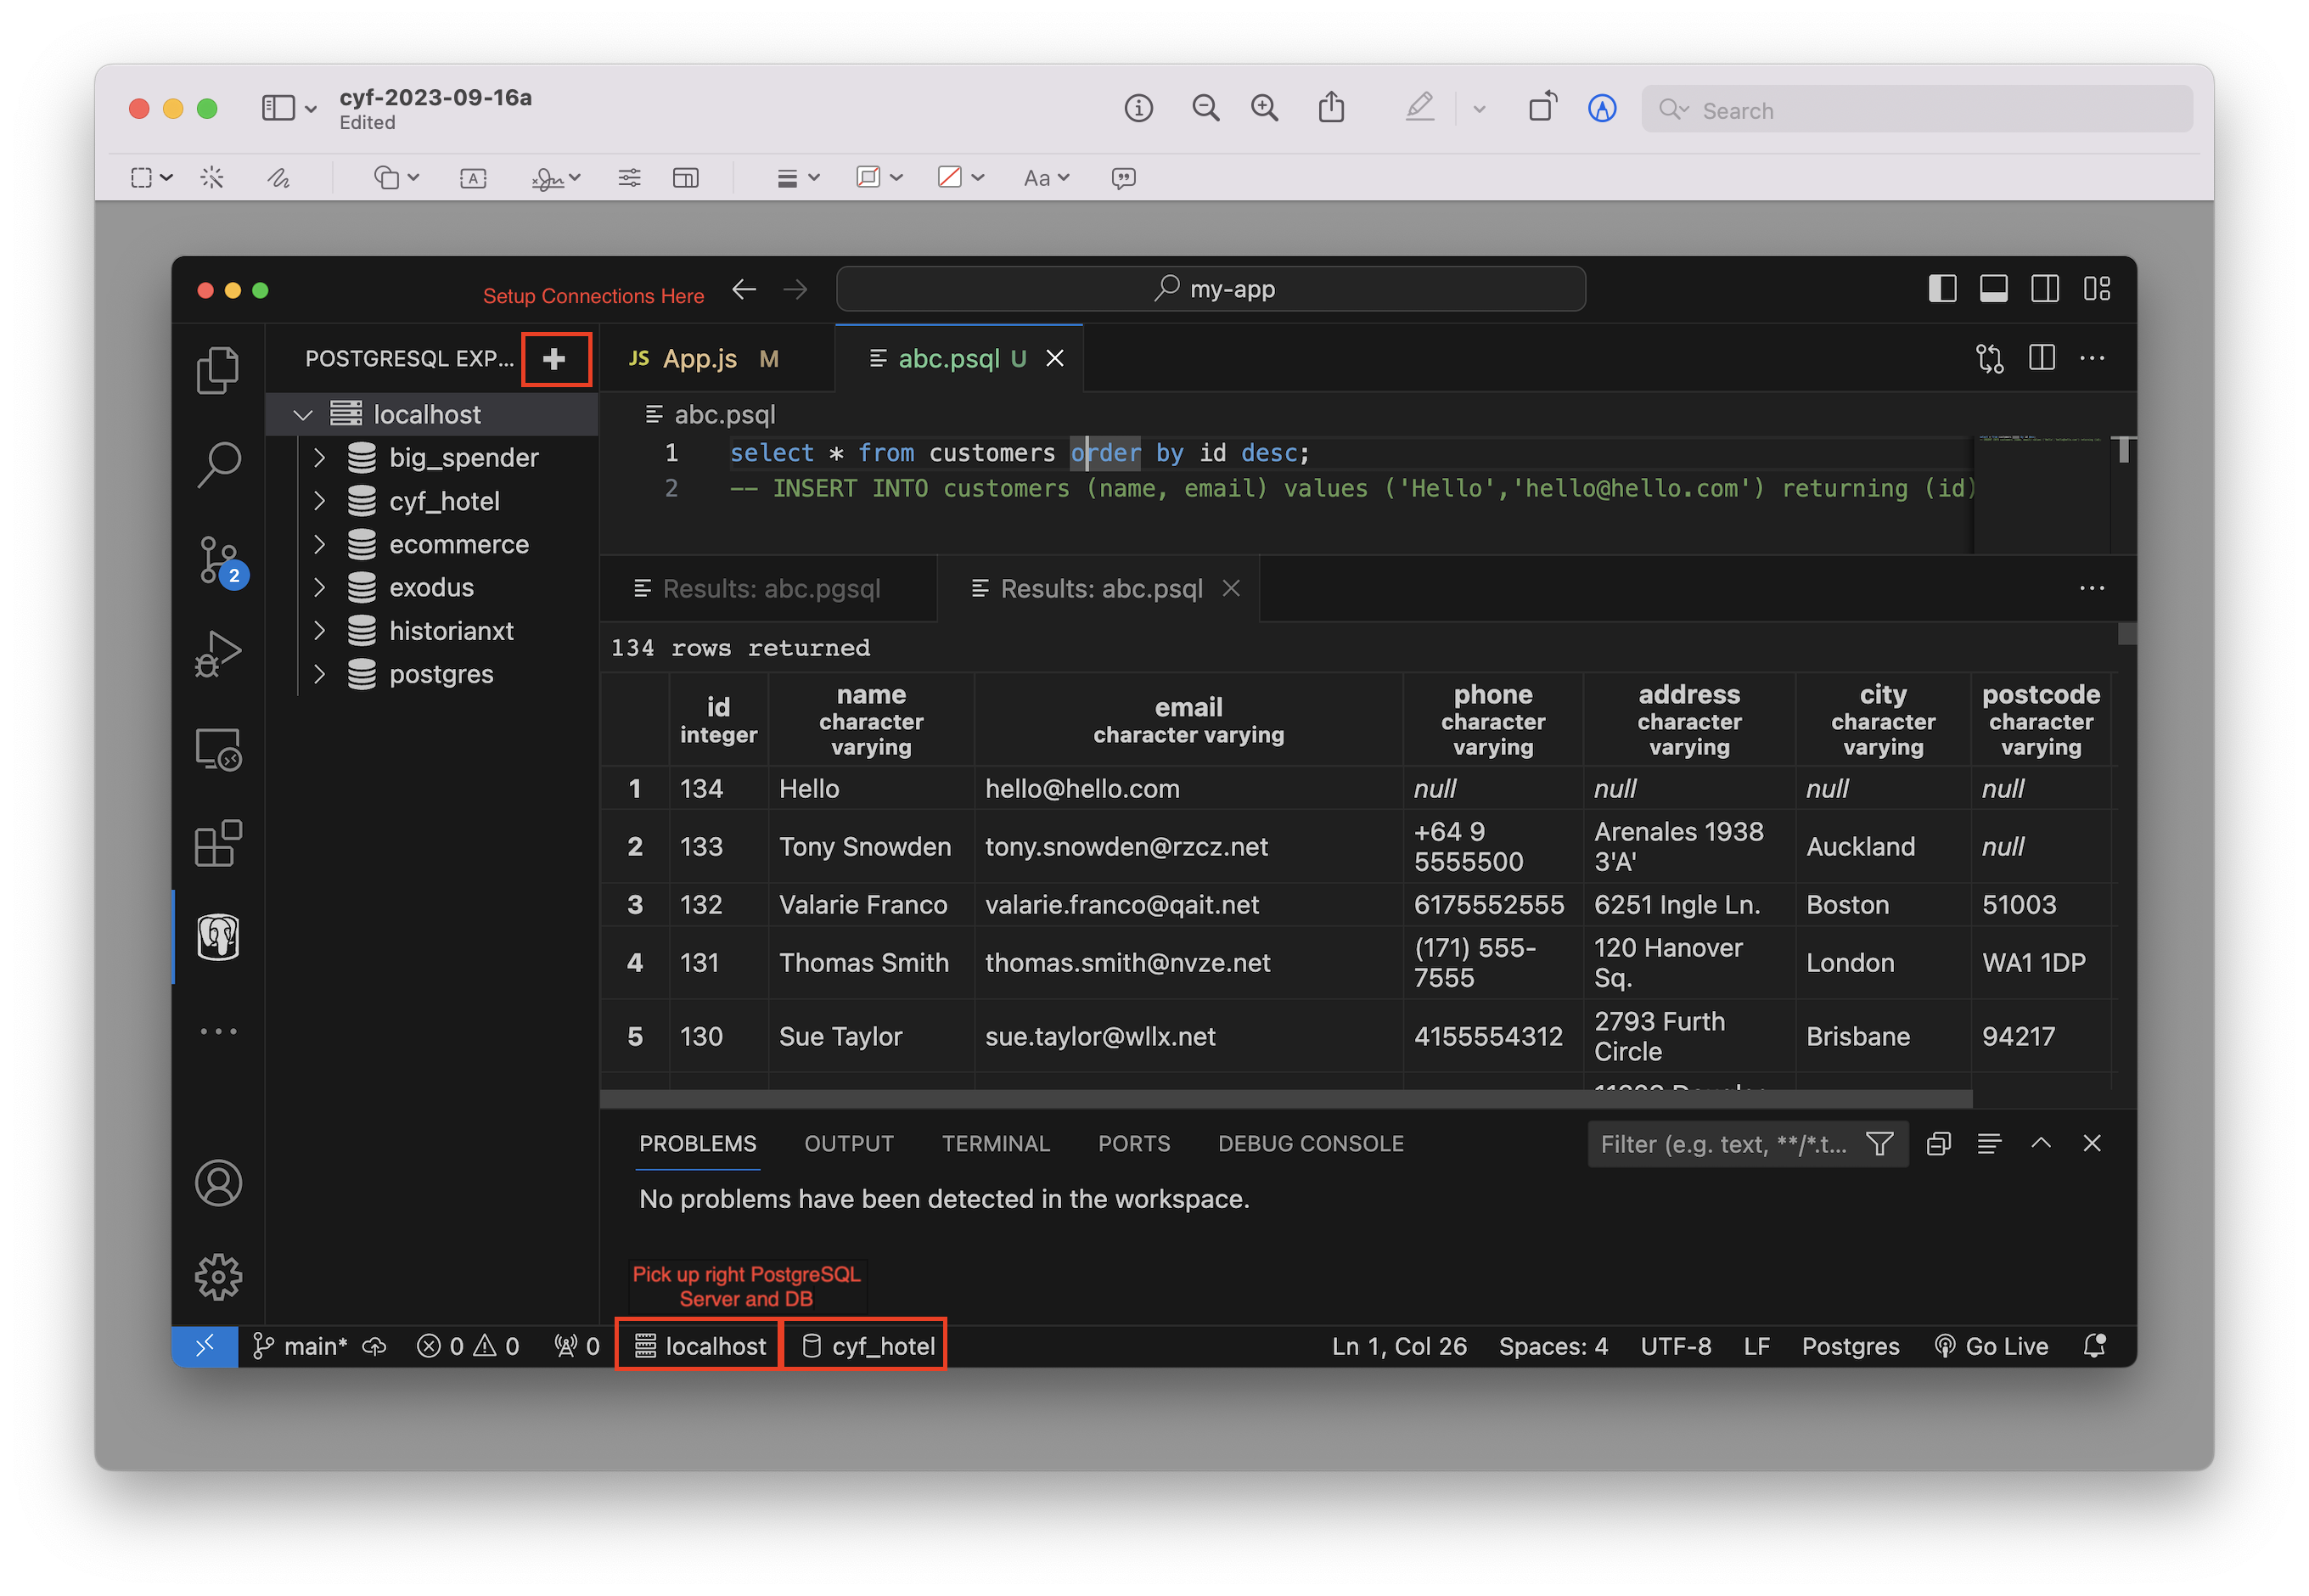 cyf-2023-09-16a
Edited
Search
A
Aa
Setup Connections Here
my-app
POSTGRESQL EXP...
JS App.js M
abc.psql U
localhost
big_spender
cyf_hotel
ecommerce
exodus
historianxt
postgres
2
abc.psql
1 select * from customers order by id desc;
2 -- INSERT INTO customers (name, email) values ('Hello','hello@hello.com') returning (id)
Results: abc.pgsql
Results: abc.psql
134 rows returned
id integer name character varying email character varying phone character varying address character varying city character varying postcode character varying
1 134 Hello hello@hello.com null null null null
2 133 Tony Snowden tony.snowden@rzcz.net +64 9 5555500 Arenales 1938 3'A' Auckland null
3 132 Valarie Franco valarie.franco@qait.net 6175552555 6251 Ingle Ln. Boston 51003
4 131 Thomas Smith thomas.smith@nvze.net (171) 555-7555 120 Hanover Sq. London WA1 1DP
5 130 Sue Taylor sue.taylor@wllx.net 4155554312 2793 Furth Circle Brisbane 94217
PROBLEMS OUTPUT TERMINAL PORTS DEBUG CONSOLE
Filter (e.g. text, **/*.t...
No problems have been detected in the workspace.
Pick up right PostgreSQL
Server and DB
main* 0 0 0 localhost cyf_hotel Ln 1, Col 26 Spaces: 4 UTF-8 LF Postgres Go Live